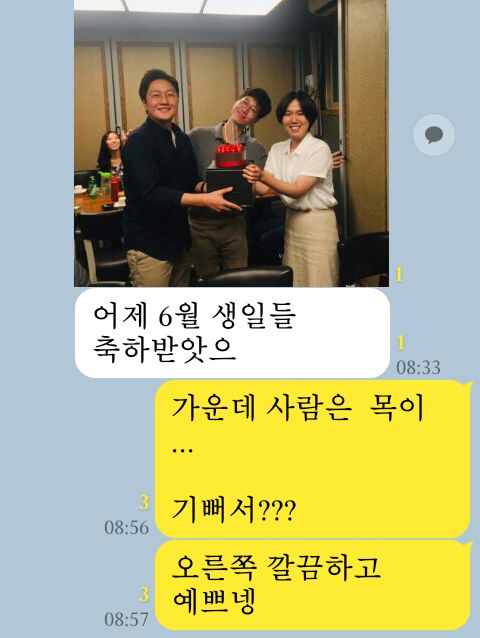 1
어제 6월 생일들
축하받앗으
1
08:33
가운데 사람은  목이
...
기뻐서???
3
08:56
오른쪽 깔끔하고
예쁘넹
3
08:57